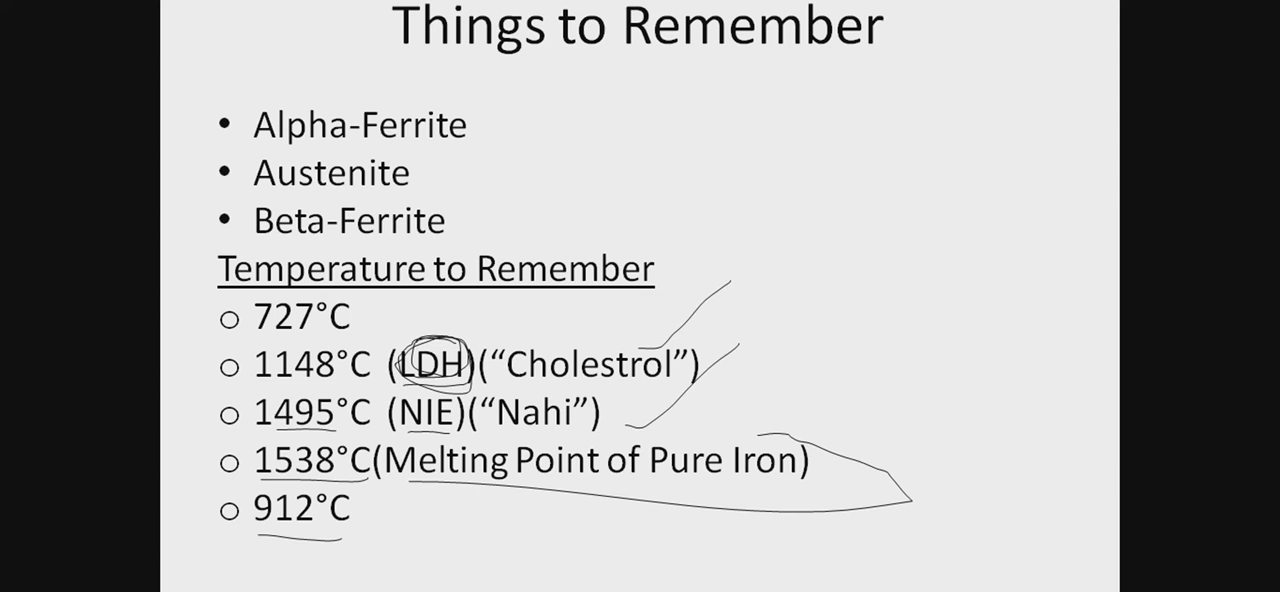 Things to Remember
• Alpha-Ferrite
• Austenite
• Beta-Ferrite
Temperature to Remember
○ 727°C
○ 1148°C (LDH)(“Cholestrol”)
○ 1495°C (NIE)(“Nahi”)
○ 1538°C(Melting Point of Pure Iron)
○ 912°C